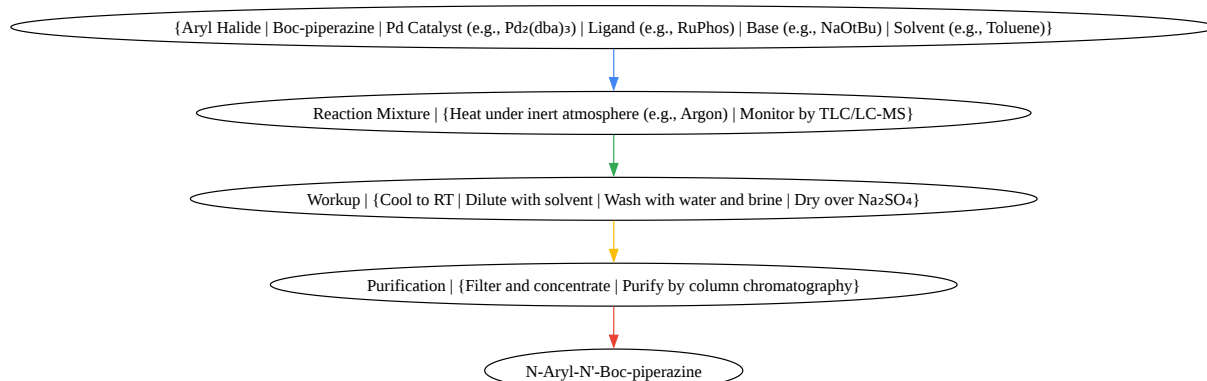 {Aryl Halide | Boc-piperazine | Pd Catalyst (e.g., Pd₂(dba)₃) | Ligand (e.g., RuPhos) | Base (e.g., NaOtBu) | Solvent (e.g., Toluene)}
Reaction Mixture | {Heat under inert atmosphere (e.g., Argon) | Monitor by TLC/LC-MS}
Workup | {Cool to RT | Dilute with solvent | Wash with water and brine | Dry over Na₂SO₄}
Purification | {Filter and concentrate | Purify by column chromatography}
N-Aryl-N'-Boc-piperazine